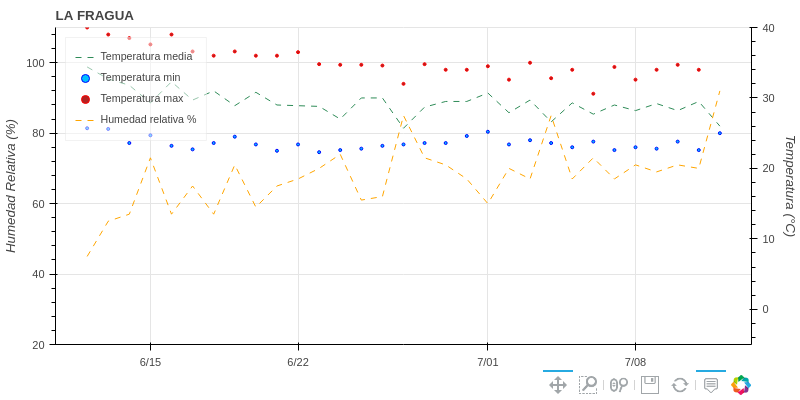 LA FRAGUA
Temperatura media
Temperatura min
Temperatura max
Humedad relativa %
Humedad Relativa (%)
100
80
60
40
20
Temperatura (°C)
40
30
20
10
0
6/15
6/22
7/01
7/08